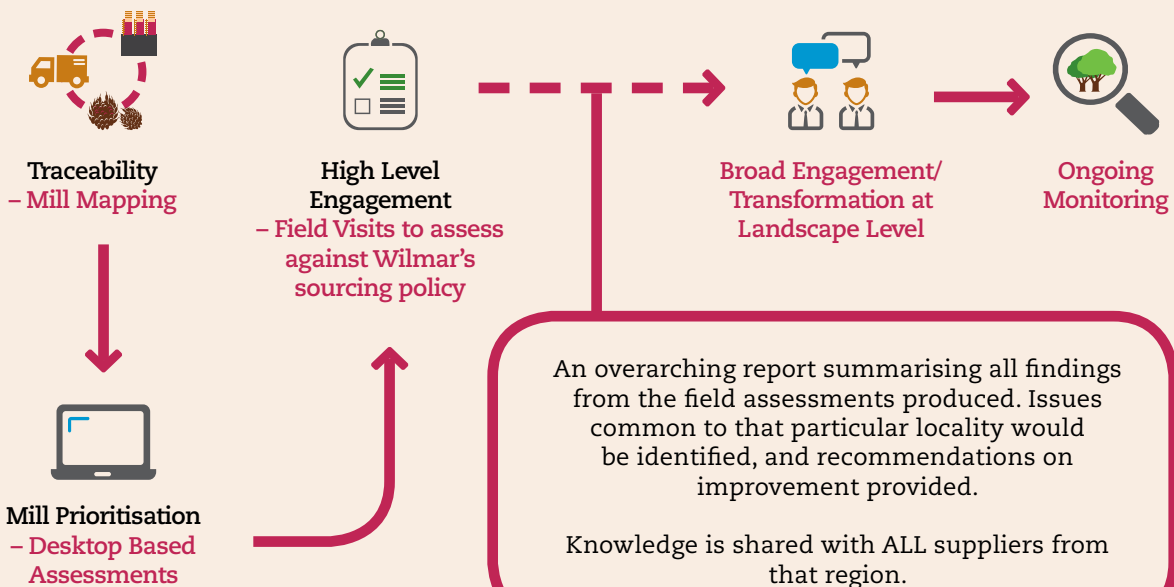 Traceability
– Mill Mapping
Mill Prioritisation
– Desktop Based
Assessments
High Level
Engagement
– Field Visits to assess
against Wilmar’s
sourcing policy
An overarching report summarising all findings
from the field assessments produced. Issues
common to that particular locality would
be identified, and recommendations on
improvement provided.
Knowledge is shared with ALL suppliers from
that region.
Broad Engagement/
Transformation at
Landscape Level
Ongoing
Monitoring